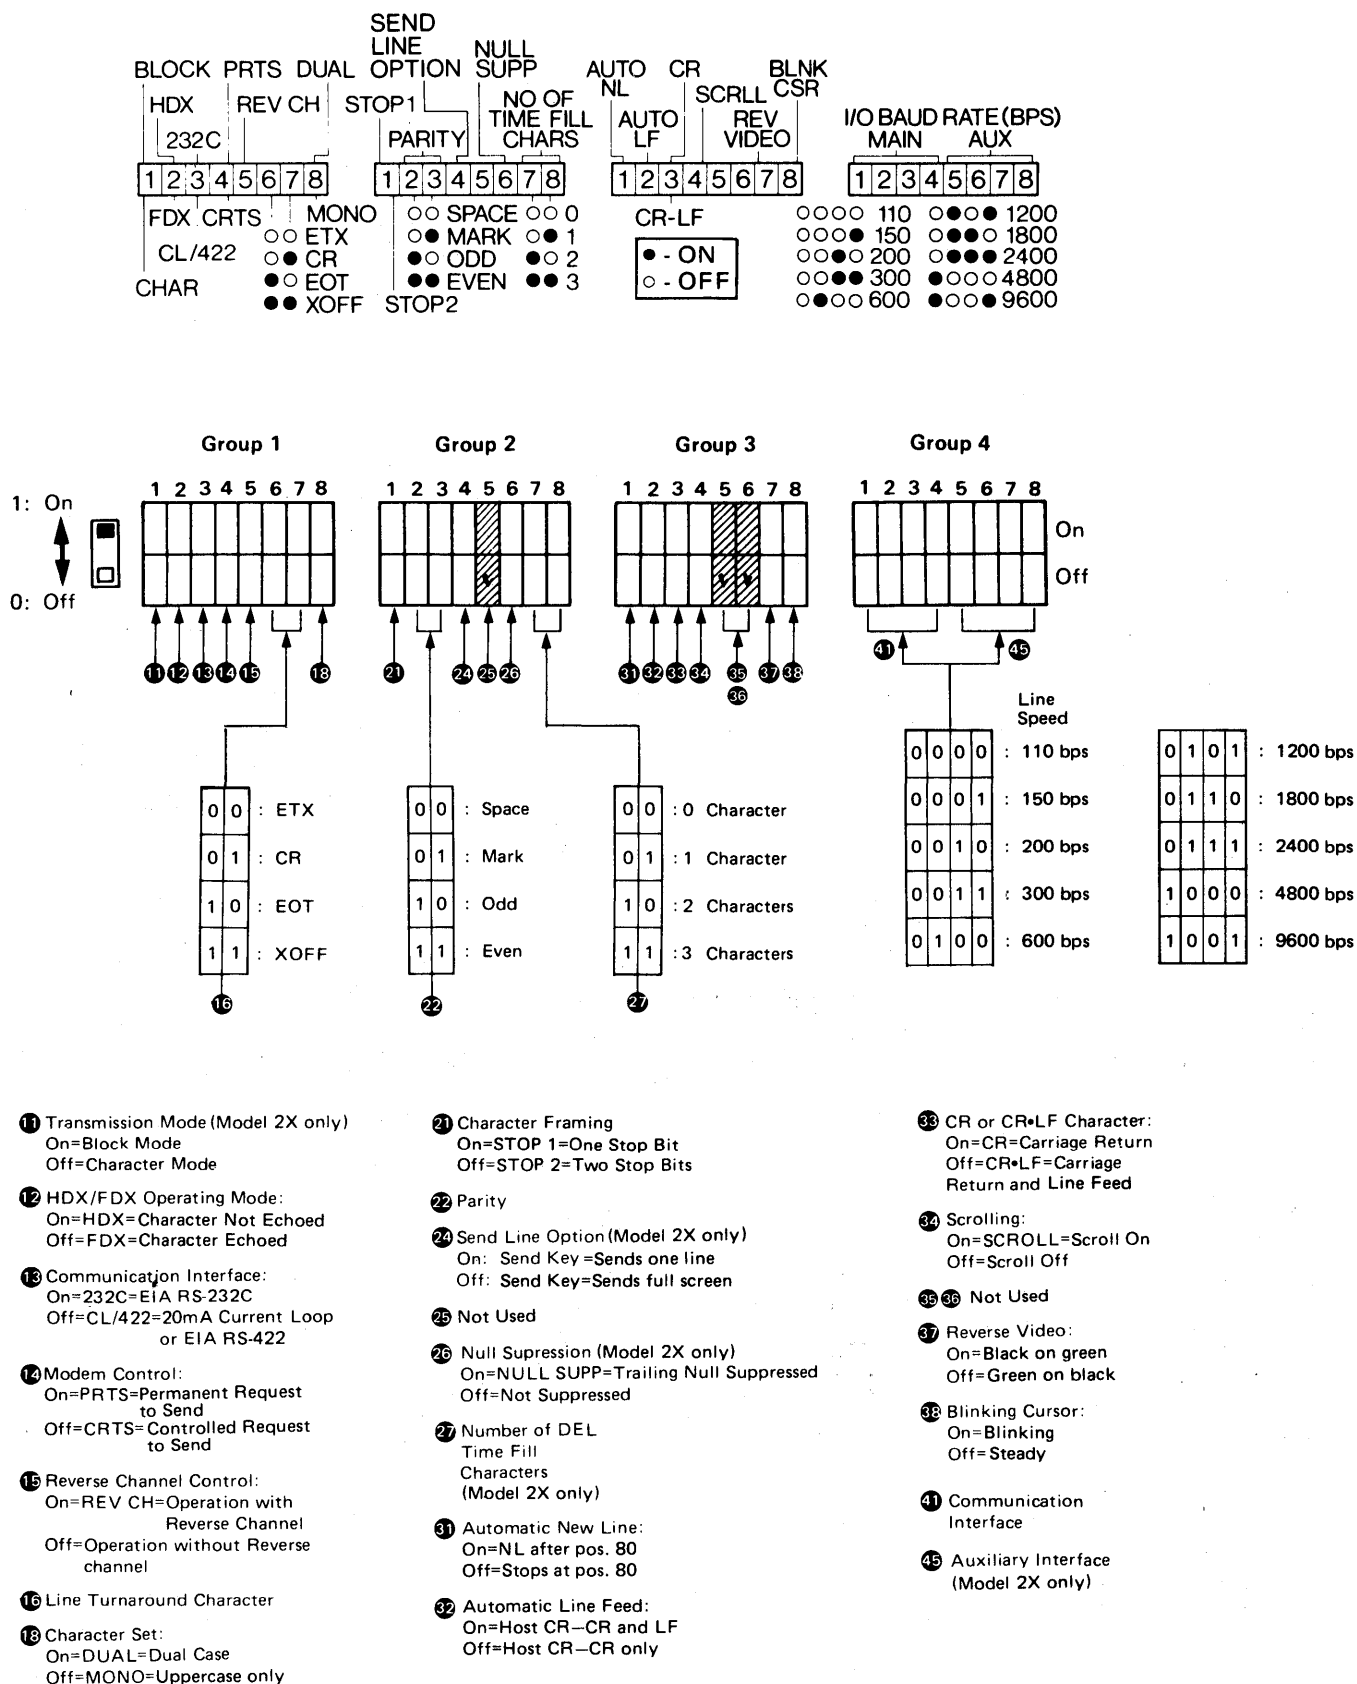 SEND
LINE
OPTION
NULL
SUPP
BLOCK PRTS DUAL
AUTO
NL
CR
BLNK
CSR
HDX
REV CH
STOP1
NO OF
TIME FILL
CHARS
SCRLL
REV
VIDEO
I/O BAUD RATE (BPS)
232C
PARITY
AUTO
LF
MAIN AUX
1 2 3 4 5 6 7 8
1 2 3 4 5 6 7 8
1 2 3 4 5 6 7 8
1 2 3 4 5 6 7 8
FDX CRTS
MONO
○○ SPACE ○○ 0
CR-LF
○○○○ 110 ○●○● 1200
○○ ETX
○● MARK ○● 1
○○○● 150 ○●●○ 1800
CL/422
○● CR
●○ ODD ●○ 2
● - ON
○○●○ 200 ○●●● 2400
CHAR
●○ EOT
●● EVEN ●● 3
○ - OFF
○○●● 300 ●○○○ 4800
●● XOFF
STOP2
○●○○ 600 ●○○● 9600
Group 1 Group 2 Group 3 Group 4
1 2 3 4 5 6 7 8
1 2 3 4 5 6 7 8
1 2 3 4 5 6 7 8
1 2 3 4 5 6 7 8
1: On
On
Off
0: Off
11 12 13 14 15 18
21 24 25 26
31 32 33 34 35 37 38
36
41 45
Line
Speed
0 0 0 0 : 110 bps
0 1 0 1 : 1200 bps
0 0 0 1 : 150 bps
0 1 1 0 : 1800 bps
0 0 1 0 : 200 bps
0 1 1 1 : 2400 bps
0 0 1 1 : 300 bps
1 0 0 0 : 4800 bps
0 1 0 0 : 600 bps
1 0 0 1 : 9600 bps
0 0 : ETX
0 1 : CR
1 0 : EOT
1 1 : XOFF
16
0 0 : Space
0 1 : Mark
1 0 : Odd
1 1 : Even
22
0 0 :0 Character
0 1 :1 Character
1 0 :2 Characters
1 1 :3 Characters
27
11 Transmission Mode (Model 2X only)
On=Block Mode
Off=Character Mode
12 HDX/FDX Operating Mode:
On=HDX=Character Not Echoed
Off=FDX=Character Echoed
13 Communication Interface:
On=232C=EIA RS-232C
Off=CL/422=20mA Current Loop
or EIA RS-422
14 Modem Control:
On=PRTS=Permanent Request
to Send
Off=CRTS=Controlled Request
to Send
15 Reverse Channel Control:
On=REV CH=Operation with
Reverse Channel
Off=Operation without Reverse
channel
16 Line Turnaround Character
18 Character Set:
On=DUAL=Dual Case
Off=MONO=Uppercase only
21 Character Framing
On=STOP 1=One Stop Bit
Off=STOP 2=Two Stop Bits
22 Parity
24 Send Line Option (Model 2X only)
On: Send Key=Sends one line
Off: Send Key=Sends full screen
25 Not Used
26 Null Supression (Model 2X only)
On=NULL SUPP=Trailing Null Suppressed
Off=Not Suppressed
27 Number of DEL
Time Fill
Characters
(Model 2X only)
31 Automatic New Line:
On=NL after pos. 80
Off=Stops at pos. 80
32 Automatic Line Feed:
On=Host CR—CR and LF
Off=Host CR—CR only
33 CR or CR•LF Character:
On=CR=Carriage Return
Off=CR•LF=Carriage
Return and Line Feed
34 Scrolling:
On=SCROLL=Scroll On
Off=Scroll Off
35 36 Not Used
37 Reverse Video:
On=Black on green
Off=Green on black
38 Blinking Cursor:
On=Blinking
Off=Steady
41 Communication
Interface
45 Auxiliary Interface
(Model 2X only)